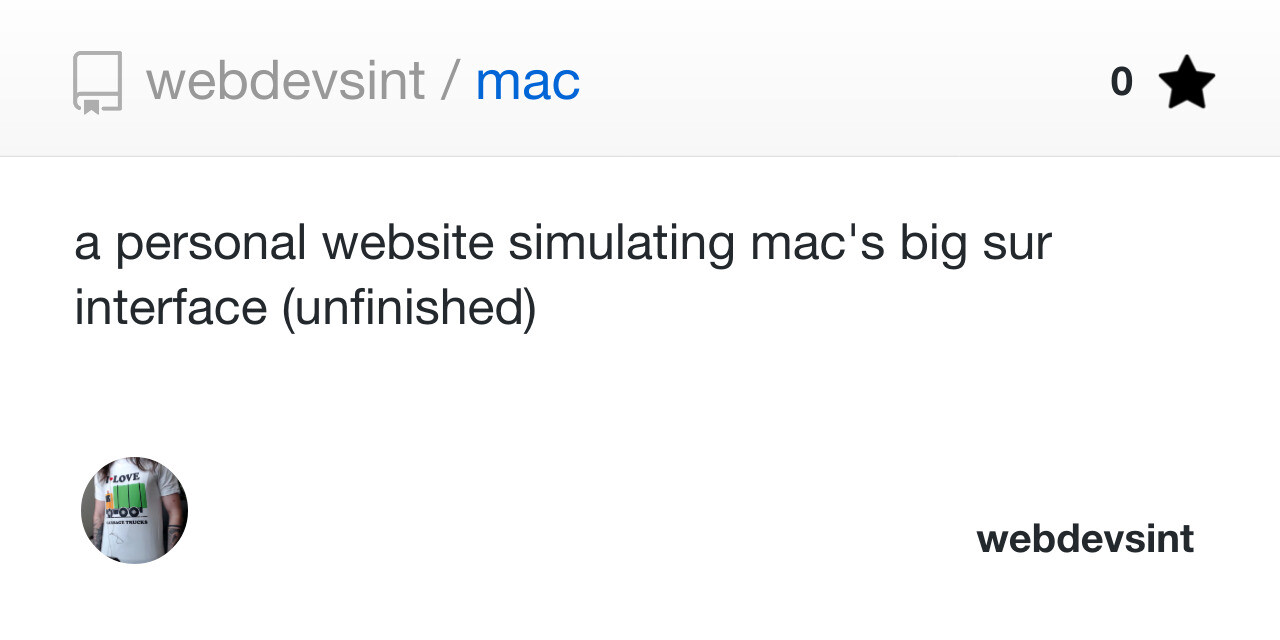 webdevsint / mac
0
a personal website simulating mac's big sur
interface (unfinished)
I LOVE
GARBAGE TRUCKS
webdevsint